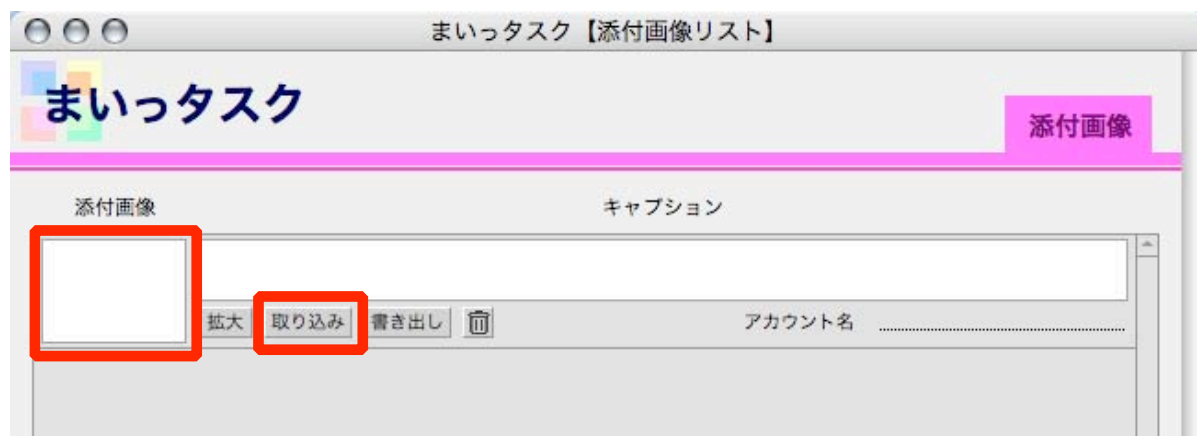 まいっタスク【添付画像リスト】
まいっタスク
添付画像
添付画像 キャプション
拡大 取り込み 書き出し アカウント名